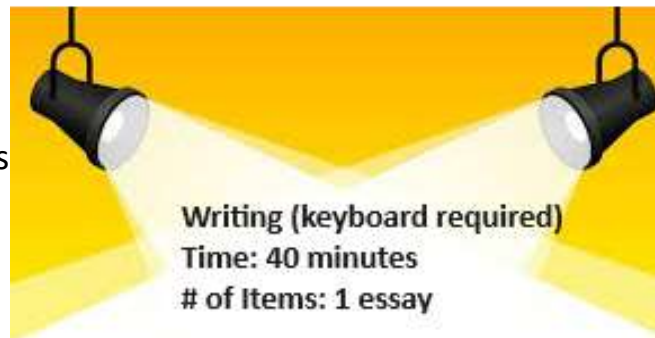 s
Writing (keyboard required)
Time: 40 minutes
# of Items: 1 essay